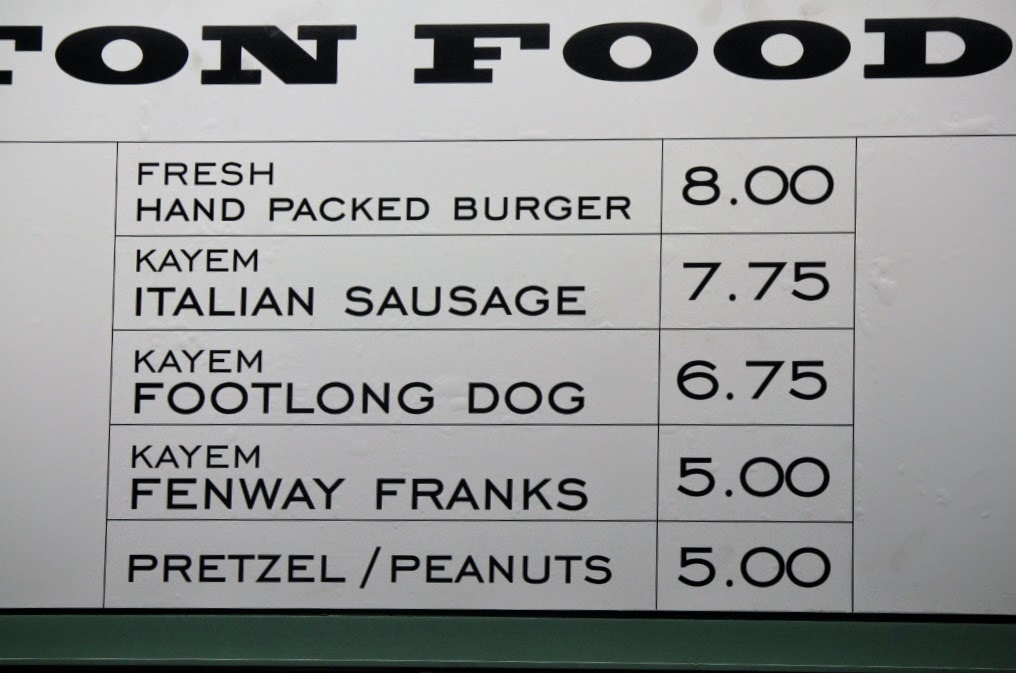 TON FOOD
FRESH
HAND PACKED BURGER 8.00
KAYEM
ITALIAN SAUSAGE 7.75
KAYEM
FOOTLONG DOG 6.75
KAYEM
FENWAY FRANKS 5.00
PRETZEL / PEANUTS 5.00